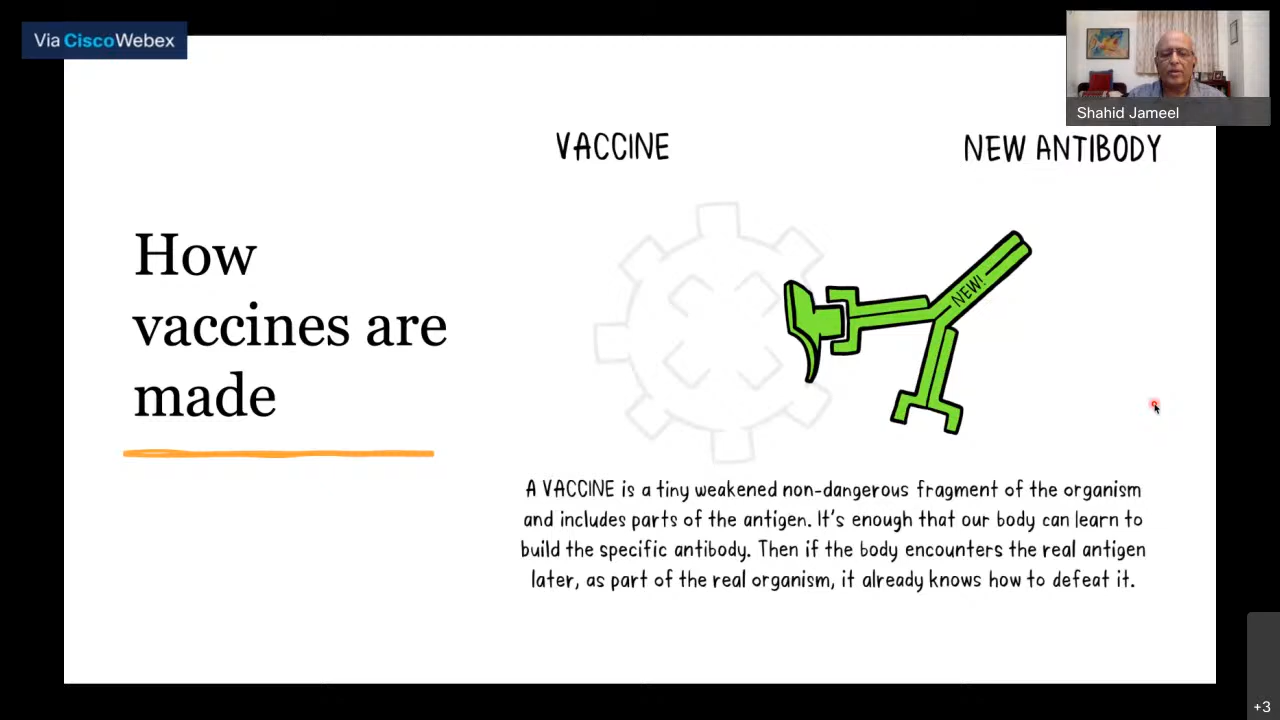 Via Cisco Webex
Shahid Jameel
VACCINE
NEW ANTIBODY
How
vaccines are
made
NEW!
A VACCINE is a tiny weakened non-dangerous fragment of the organism
and includes parts of the antigen. It's enough that our body can learn to
build the specific antibody. Then if the body encounters the real antigen
later, as part of the real organism, it already knows how to defeat it.
+3